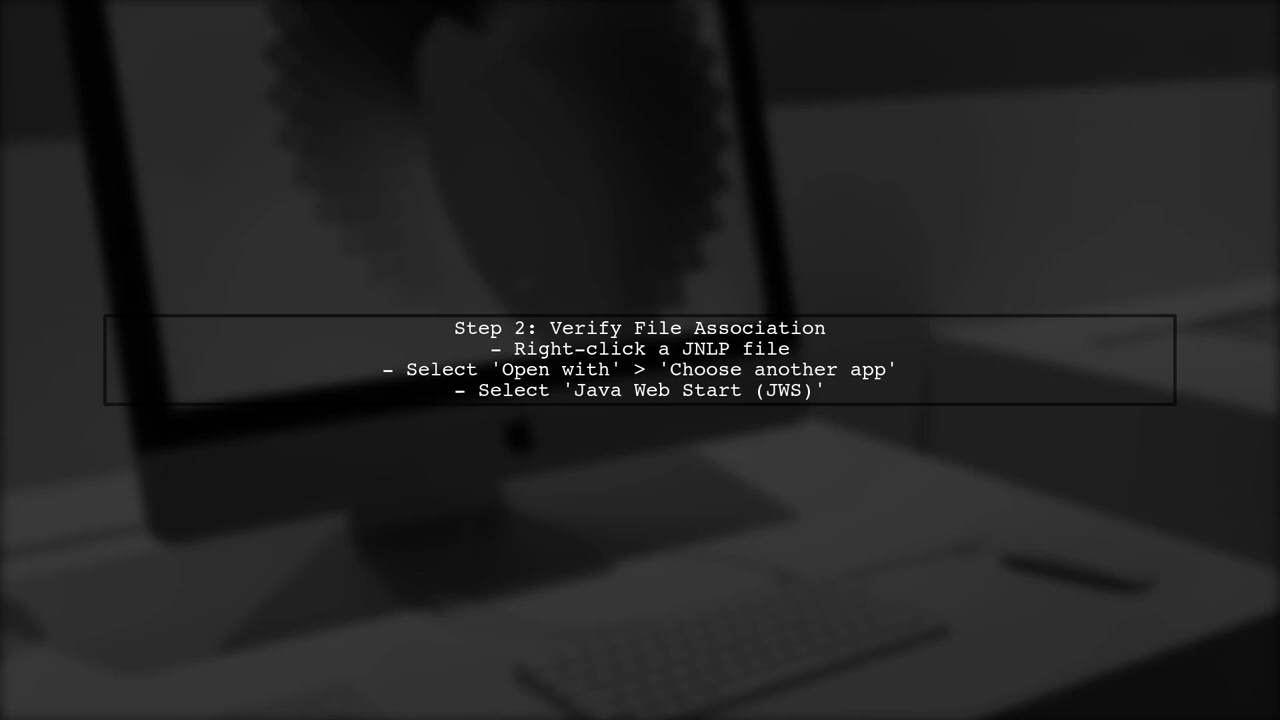 Step 2: Verify File Association
- Right-click a JNLP file
- Select 'Open with' > 'Choose another app'
- Select 'Java Web Start (JWS)'